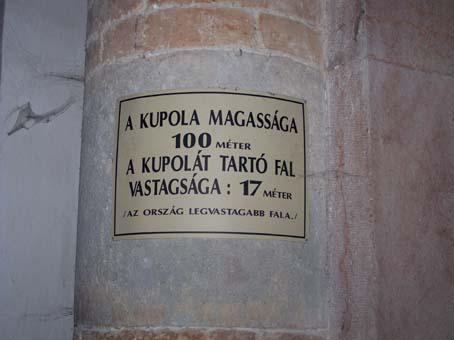 A KUPOLA MAGASSÁGA
100 MÉTER
A KUPOLÁT TARTÓ FAL
VASTAGSÁGA : 17 MÉTER
/AZ ORSZÁG LEGVASTAGABB FALA./